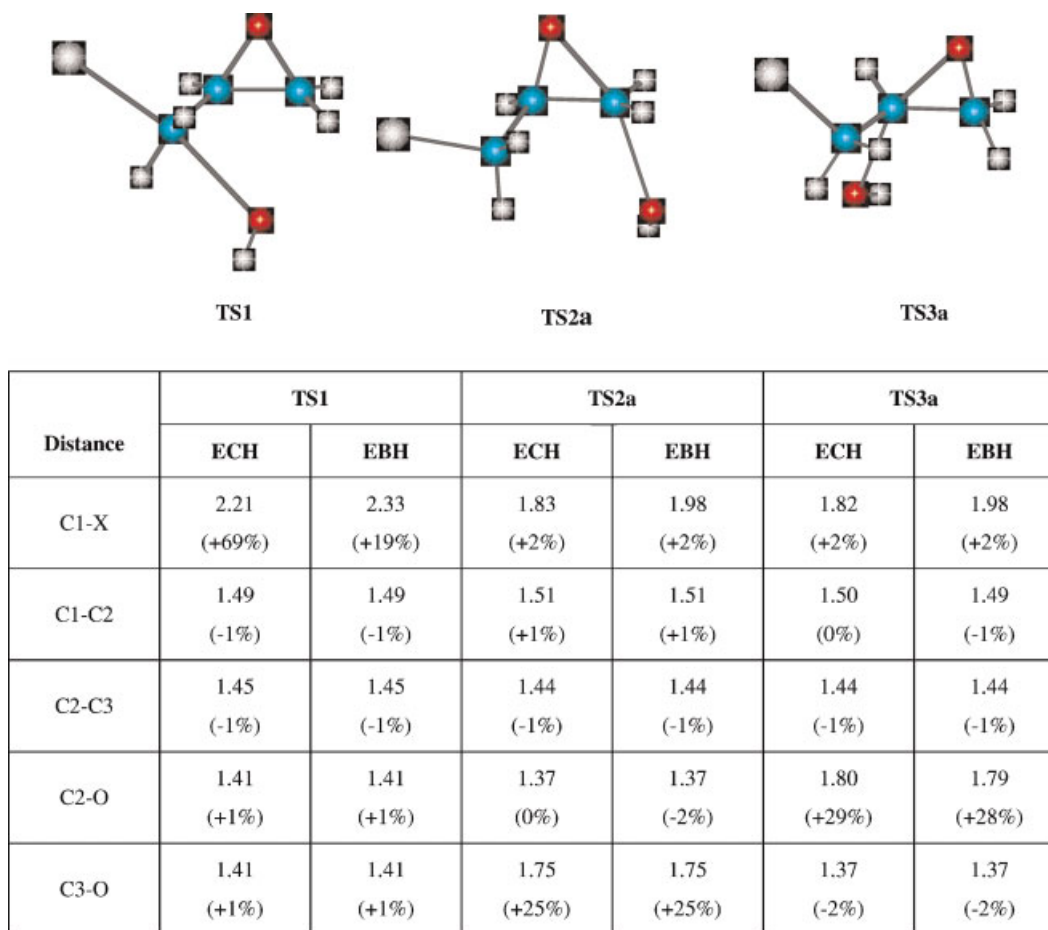 TS1 TS2a TS3a
Distance TS1 TS2a TS3a
ECH EBH ECH EBH ECH EBH
C1-X 2.21 2.33 1.83 1.98 1.82 1.98
(+69%) (+19%) (+2%) (+2%) (+2%) (+2%)
C1-C2 1.49 1.49 1.51 1.51 1.50 1.49
(-1%) (-1%) (+1%) (+1%) (0%) (-1%)
C2-C3 1.45 1.45 1.44 1.44 1.44 1.44
(-1%) (-1%) (-1%) (-1%) (-1%) (-1%)
C2-O 1.41 1.41 1.37 1.37 1.80 1.79
(+1%) (+1%) (0%) (-2%) (+29%) (+28%)
C3-O 1.41 1.41 1.75 1.75 1.37 1.37
(+1%) (+1%) (+25%) (+25%) (-2%) (-2%)